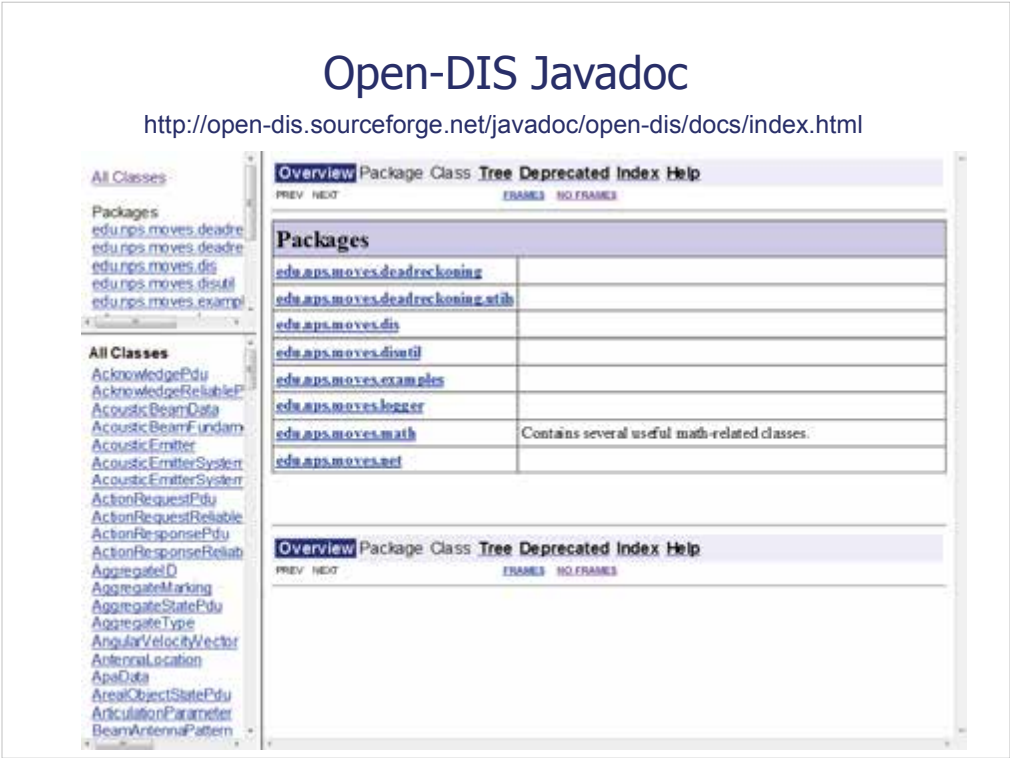 Open-DIS Javadoc
http://open-dis.sourceforge.net/javadoc/open-dis/docs/index.html
All Classes
Packages
edu.nps.moves.deadre
edu.nps.moves.deadre
edu.nps.moves.dis
edu.nps.moves.disutil
edu.nps.moves.exampl
All Classes
AcknowledgePdu
AcknowledgeReliableP
AcousticBeamData
AcousticBeamFundam
AcousticEmitter
AcousticEmitterSystem
AcousticEmitterSystem
ActionRequestPdu
ActionRequestReliable
ActionResponsePdu
ActionResponseReliab
AggregateID
AggregateMarking
AggregateStatePdu
AggregateType
AngularVelocityVector
AntennaLocation
ApaData
ArealObjectStatePdu
ArticulationParameter
BeamAntennaPattern
Overview Package Class Tree Deprecated Index Help
PREV NEXT FRAMES NO FRAMES
Packages
edu.nps.moves.deadreckoning
edu.nps.moves.deadreckoning.utils
edu.nps.moves.dis
edu.nps.moves.disutil
edu.nps.moves.examples
edu.nps.moves.logger
edu.nps.moves.math Contains several useful math-related classes.
edu.nps.moves.net
Overview Package Class Tree Deprecated Index Help
PREV NEXT FRAMES NO FRAMES